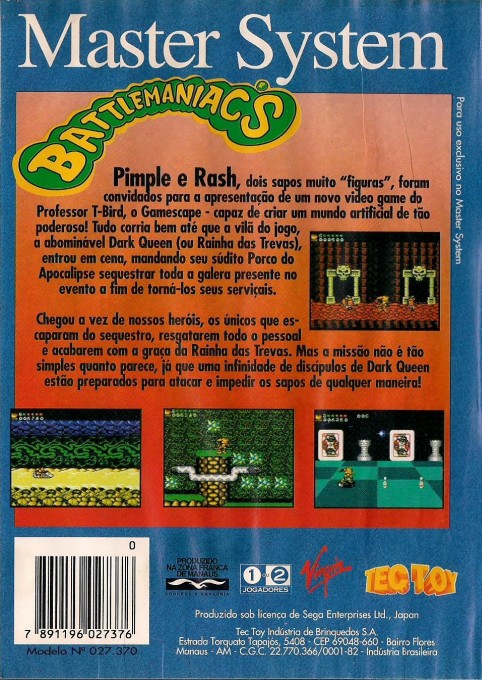 Master System
BATTLEMANIACS
Para uso exclusivo no Master System
Pimple e Rash, dois sapos muito "figuras", foram
convidados para a apresentação de um novo video game do
Professor T-Bird, o Gamescape - capaz de criar um mundo artificial de tão
poderoso! Tudo corria bem até que a vilã do jogo,
a abominável Dark Queen (ou Rainha das Trevas),
entrou em cena, mandando seu súdito Porco do
Apocalipse sequestrar toda a galera presente no
evento a fim de torná-los seus serviçais.
Chegou a vez de nossos heróis, os únicos que es-
caparam do sequestro, resgatarem todo o pessoal
e acabarem com a graça da Rainha das Trevas. Mas a missão não é tão
simples quanto parece, já que uma infinidade de discípulos de Dark Queen
estão preparados para atacar e impedir os sapos de qualquer maneira!
0
7 891196 027376
Modelo Nº 027.370
PRODUZIDO
NA ZONA FRANCA
DE MANAUS
CONHEÇA A AMAZÔNIA
1 OU 2
JOGADORES
Virgin
TEC TOY
Produzido sob licença de Sega Enterprises Ltd., Japan
Tec Toy Indústria de Brinquedos S.A.
Estrada Torquato Tapajós, 5408 - CEP 69048-660 - Bairro Flores
Manaus - AM - C.G.C. 22.770.366/0001-82 - Indústria Brasileira